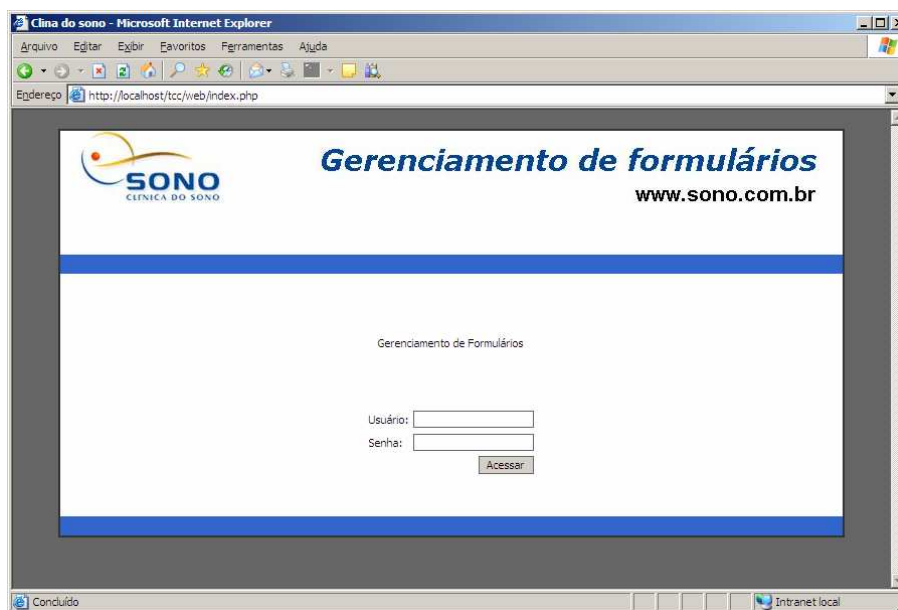 Clina do sono - Microsoft Internet Explorer
Arquivo Editar Exibir Favoritos Ferramentas Ajuda
Endereço http://localhost/tcc/web/index.php
SONO
CLÍNICA DO SONO
Gerenciamento de formulários
www.sono.com.br
Gerenciamento de Formulários
Usuário:
Senha:
Acessar
Concluído Intranet local